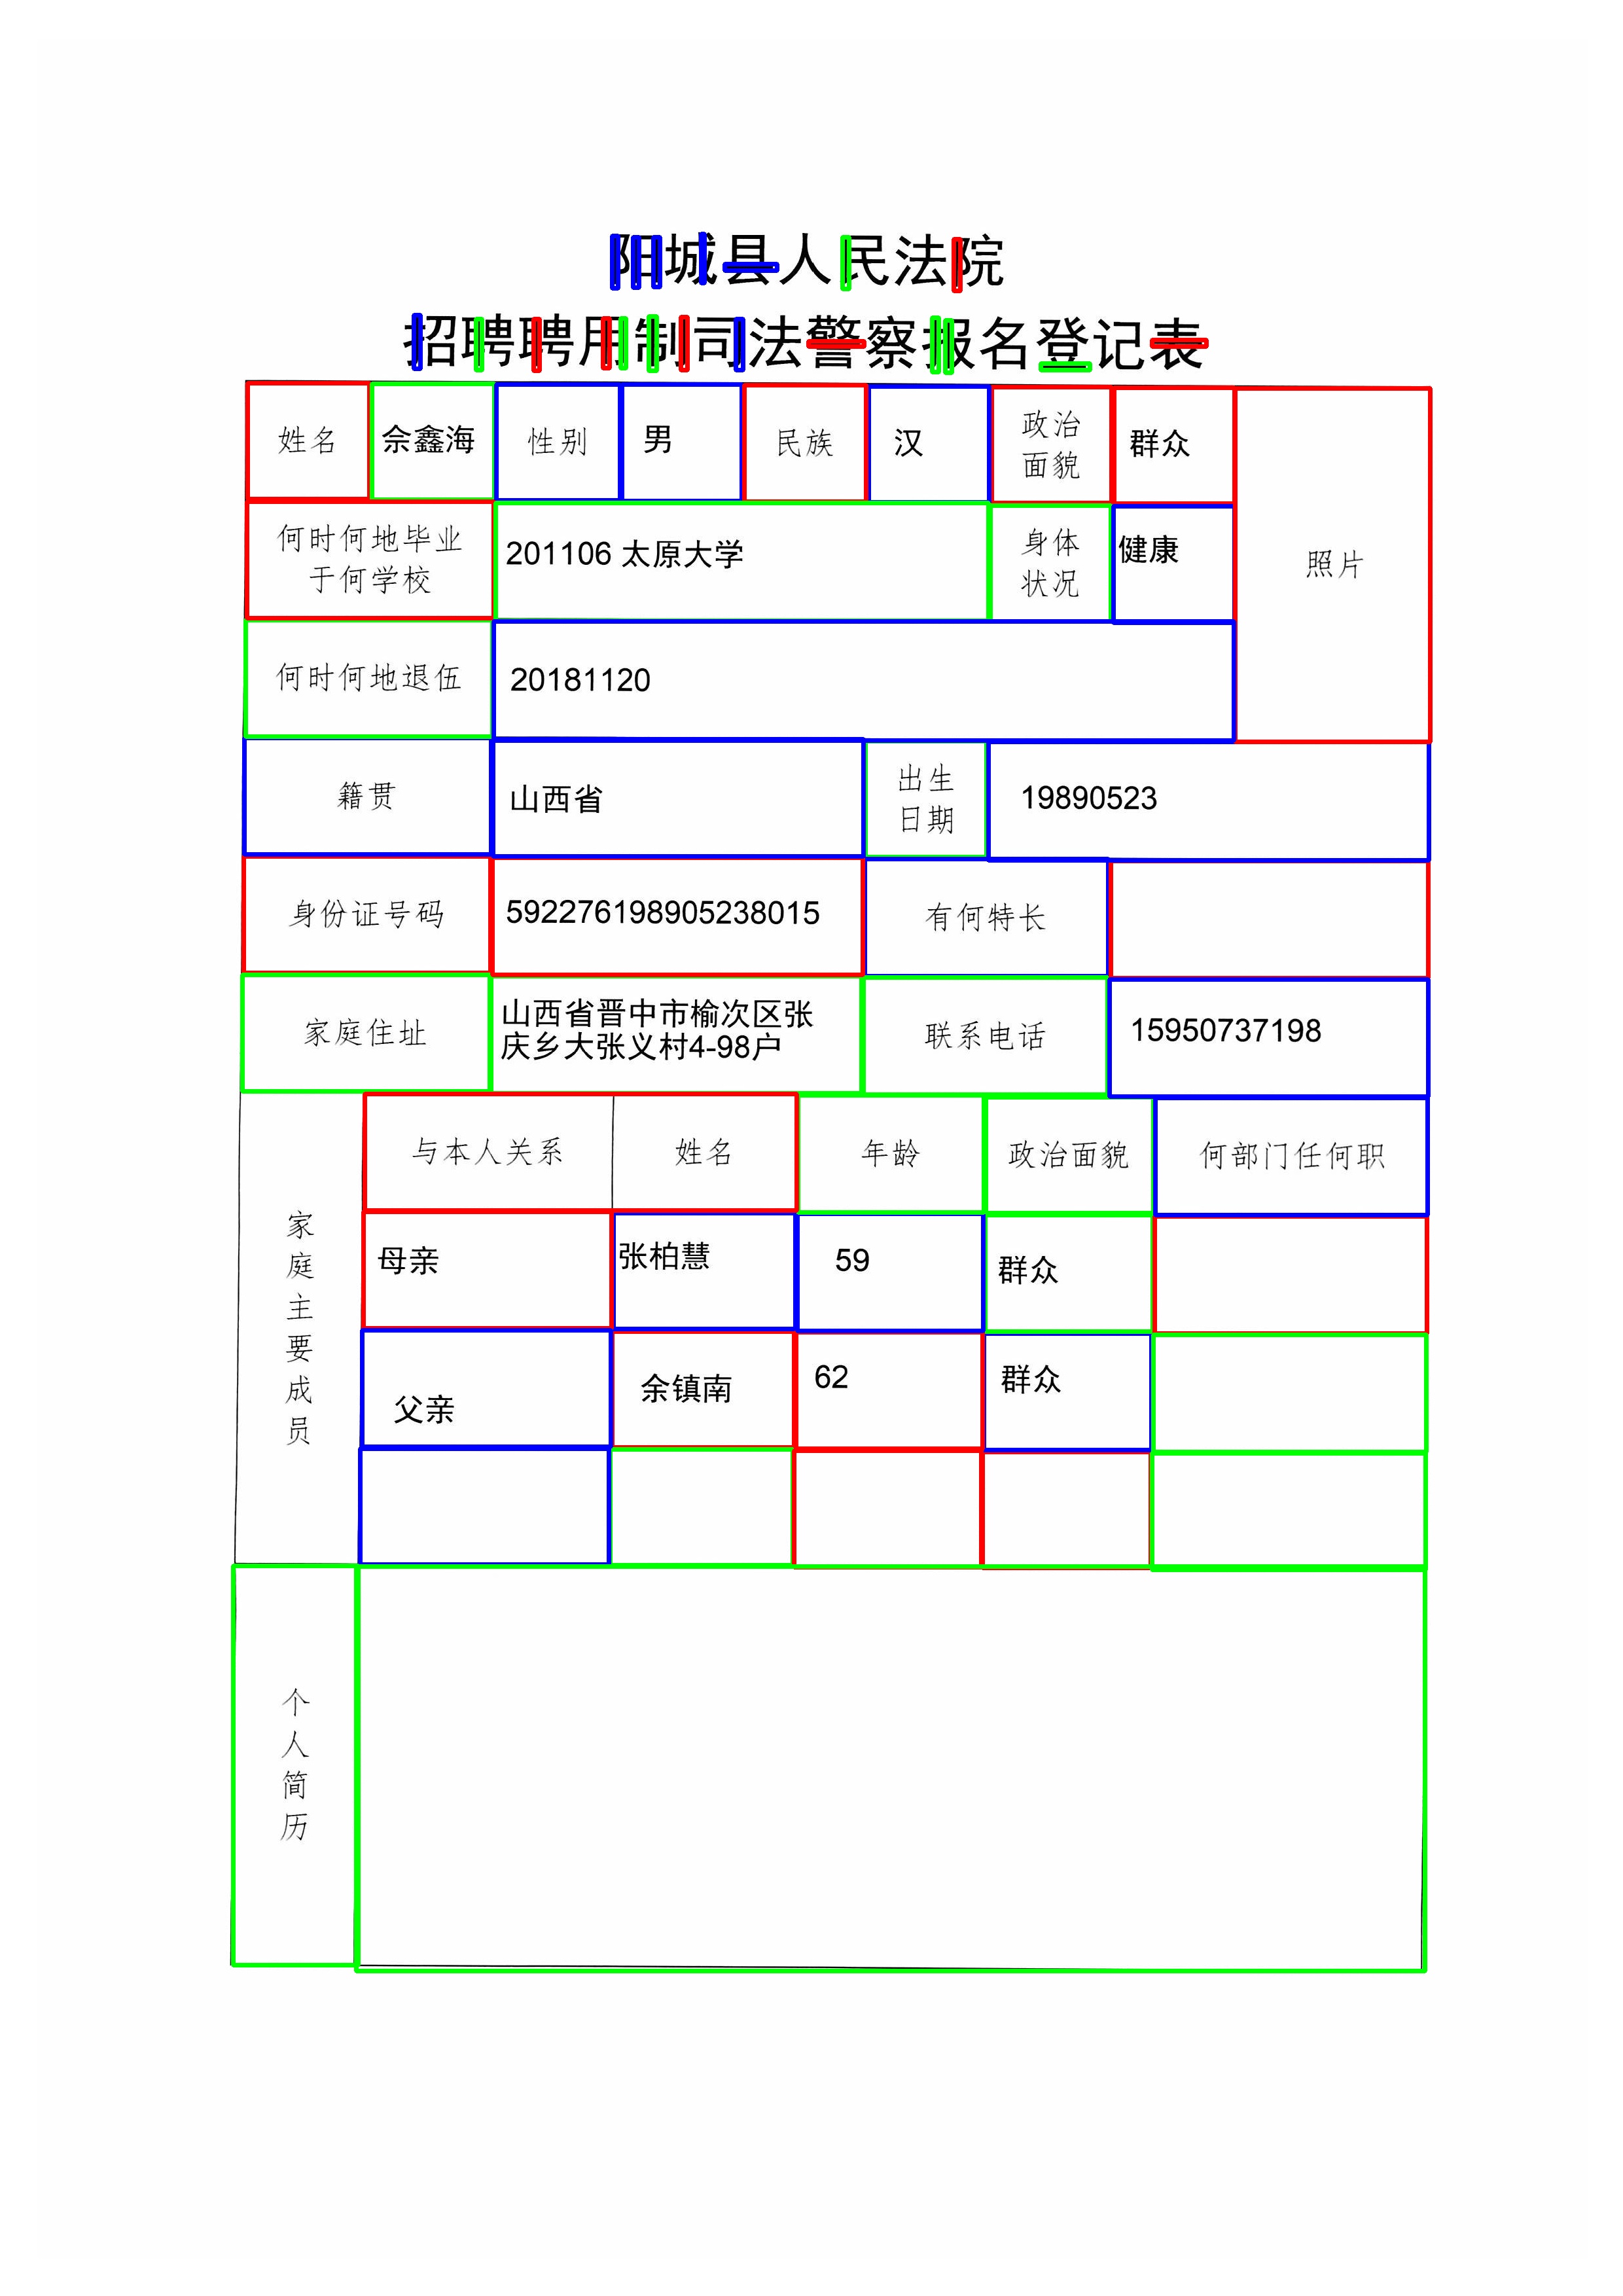 阳城县人民法院
招聘聘用制司法警察报名登记表
姓名 佘鑫海 性别 男 民族 汉 政治面貌 群众 照片
何时何地毕业于何学校 201106 太原大学 身体状况 健康
何时何地退伍 20181120
籍贯 山西省 出生日期 19890523
身份证号码 592276198905238015 有何特长
家庭住址 山西省晋中市榆次区张
庆乡大张义村4-98户 联系电话 15950737198
家庭主要成员 与本人关系 姓名 年龄 政治面貌 何部门任何职
母亲 张柏慧 59 群众
父亲 余镇南 62 群众
个人简历